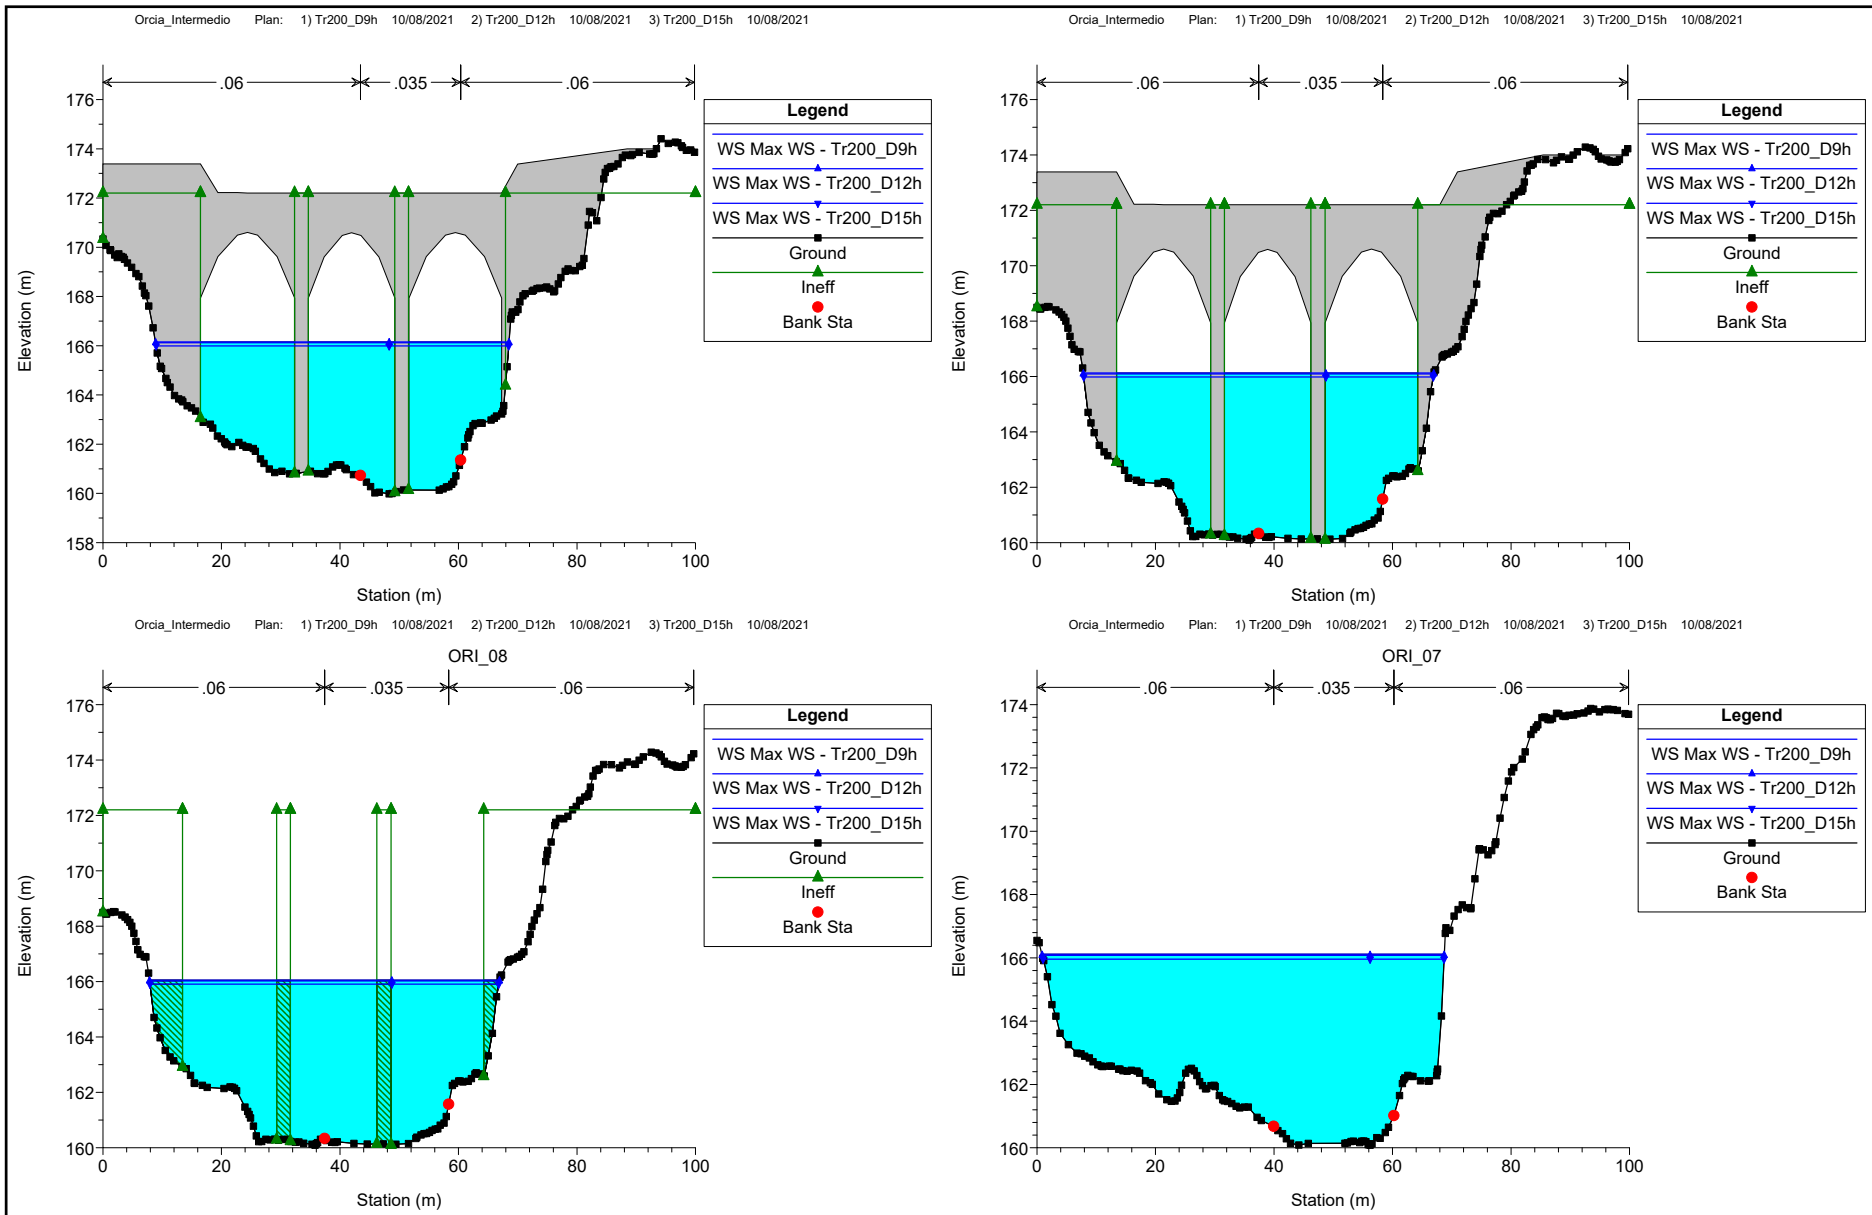 Orcia_Intermedio Plan: 1) Tr200_D9h 10/08/2021 2) Tr200_D12h 10/08/2021 3) Tr200_D15h 10/08/2021
.06 .035 .06
176
174
172
170
168
166
164
162
160
158
0 20 40 60 80 100
Station (m)
Elevation (m)
Legend
WS Max WS - Tr200_D9h
WS Max WS - Tr200_D12h
WS Max WS - Tr200_D15h
Ground
Ineff
Bank Sta
Orcia_Intermedio Plan: 1) Tr200_D9h 10/08/2021 2) Tr200_D12h 10/08/2021 3) Tr200_D15h 10/08/2021
.06 .035 .06
176
174
172
170
168
166
164
162
160
0 20 40 60 80 100
Station (m)
Elevation (m)
Legend
WS Max WS - Tr200_D9h
WS Max WS - Tr200_D12h
WS Max WS - Tr200_D15h
Ground
Ineff
Bank Sta
Orcia_Intermedio Plan: 1) Tr200_D9h 10/08/2021 2) Tr200_D12h 10/08/2021 3) Tr200_D15h 10/08/2021
ORI_08
.06 .035 .06
176
174
172
170
168
166
164
162
160
0 20 40 60 80 100
Station (m)
Elevation (m)
Legend
WS Max WS - Tr200_D9h
WS Max WS - Tr200_D12h
WS Max WS - Tr200_D15h
Ground
Ineff
Bank Sta
Orcia_Intermedio Plan: 1) Tr200_D9h 10/08/2021 2) Tr200_D12h 10/08/2021 3) Tr200_D15h 10/08/2021
ORI_07
.06 .035 .06
174
172
170
168
166
164
162
160
0 20 40 60 80 100
Station (m)
Elevation (m)
Legend
WS Max WS - Tr200_D9h
WS Max WS - Tr200_D12h
WS Max WS - Tr200_D15h
Ground
Bank Sta